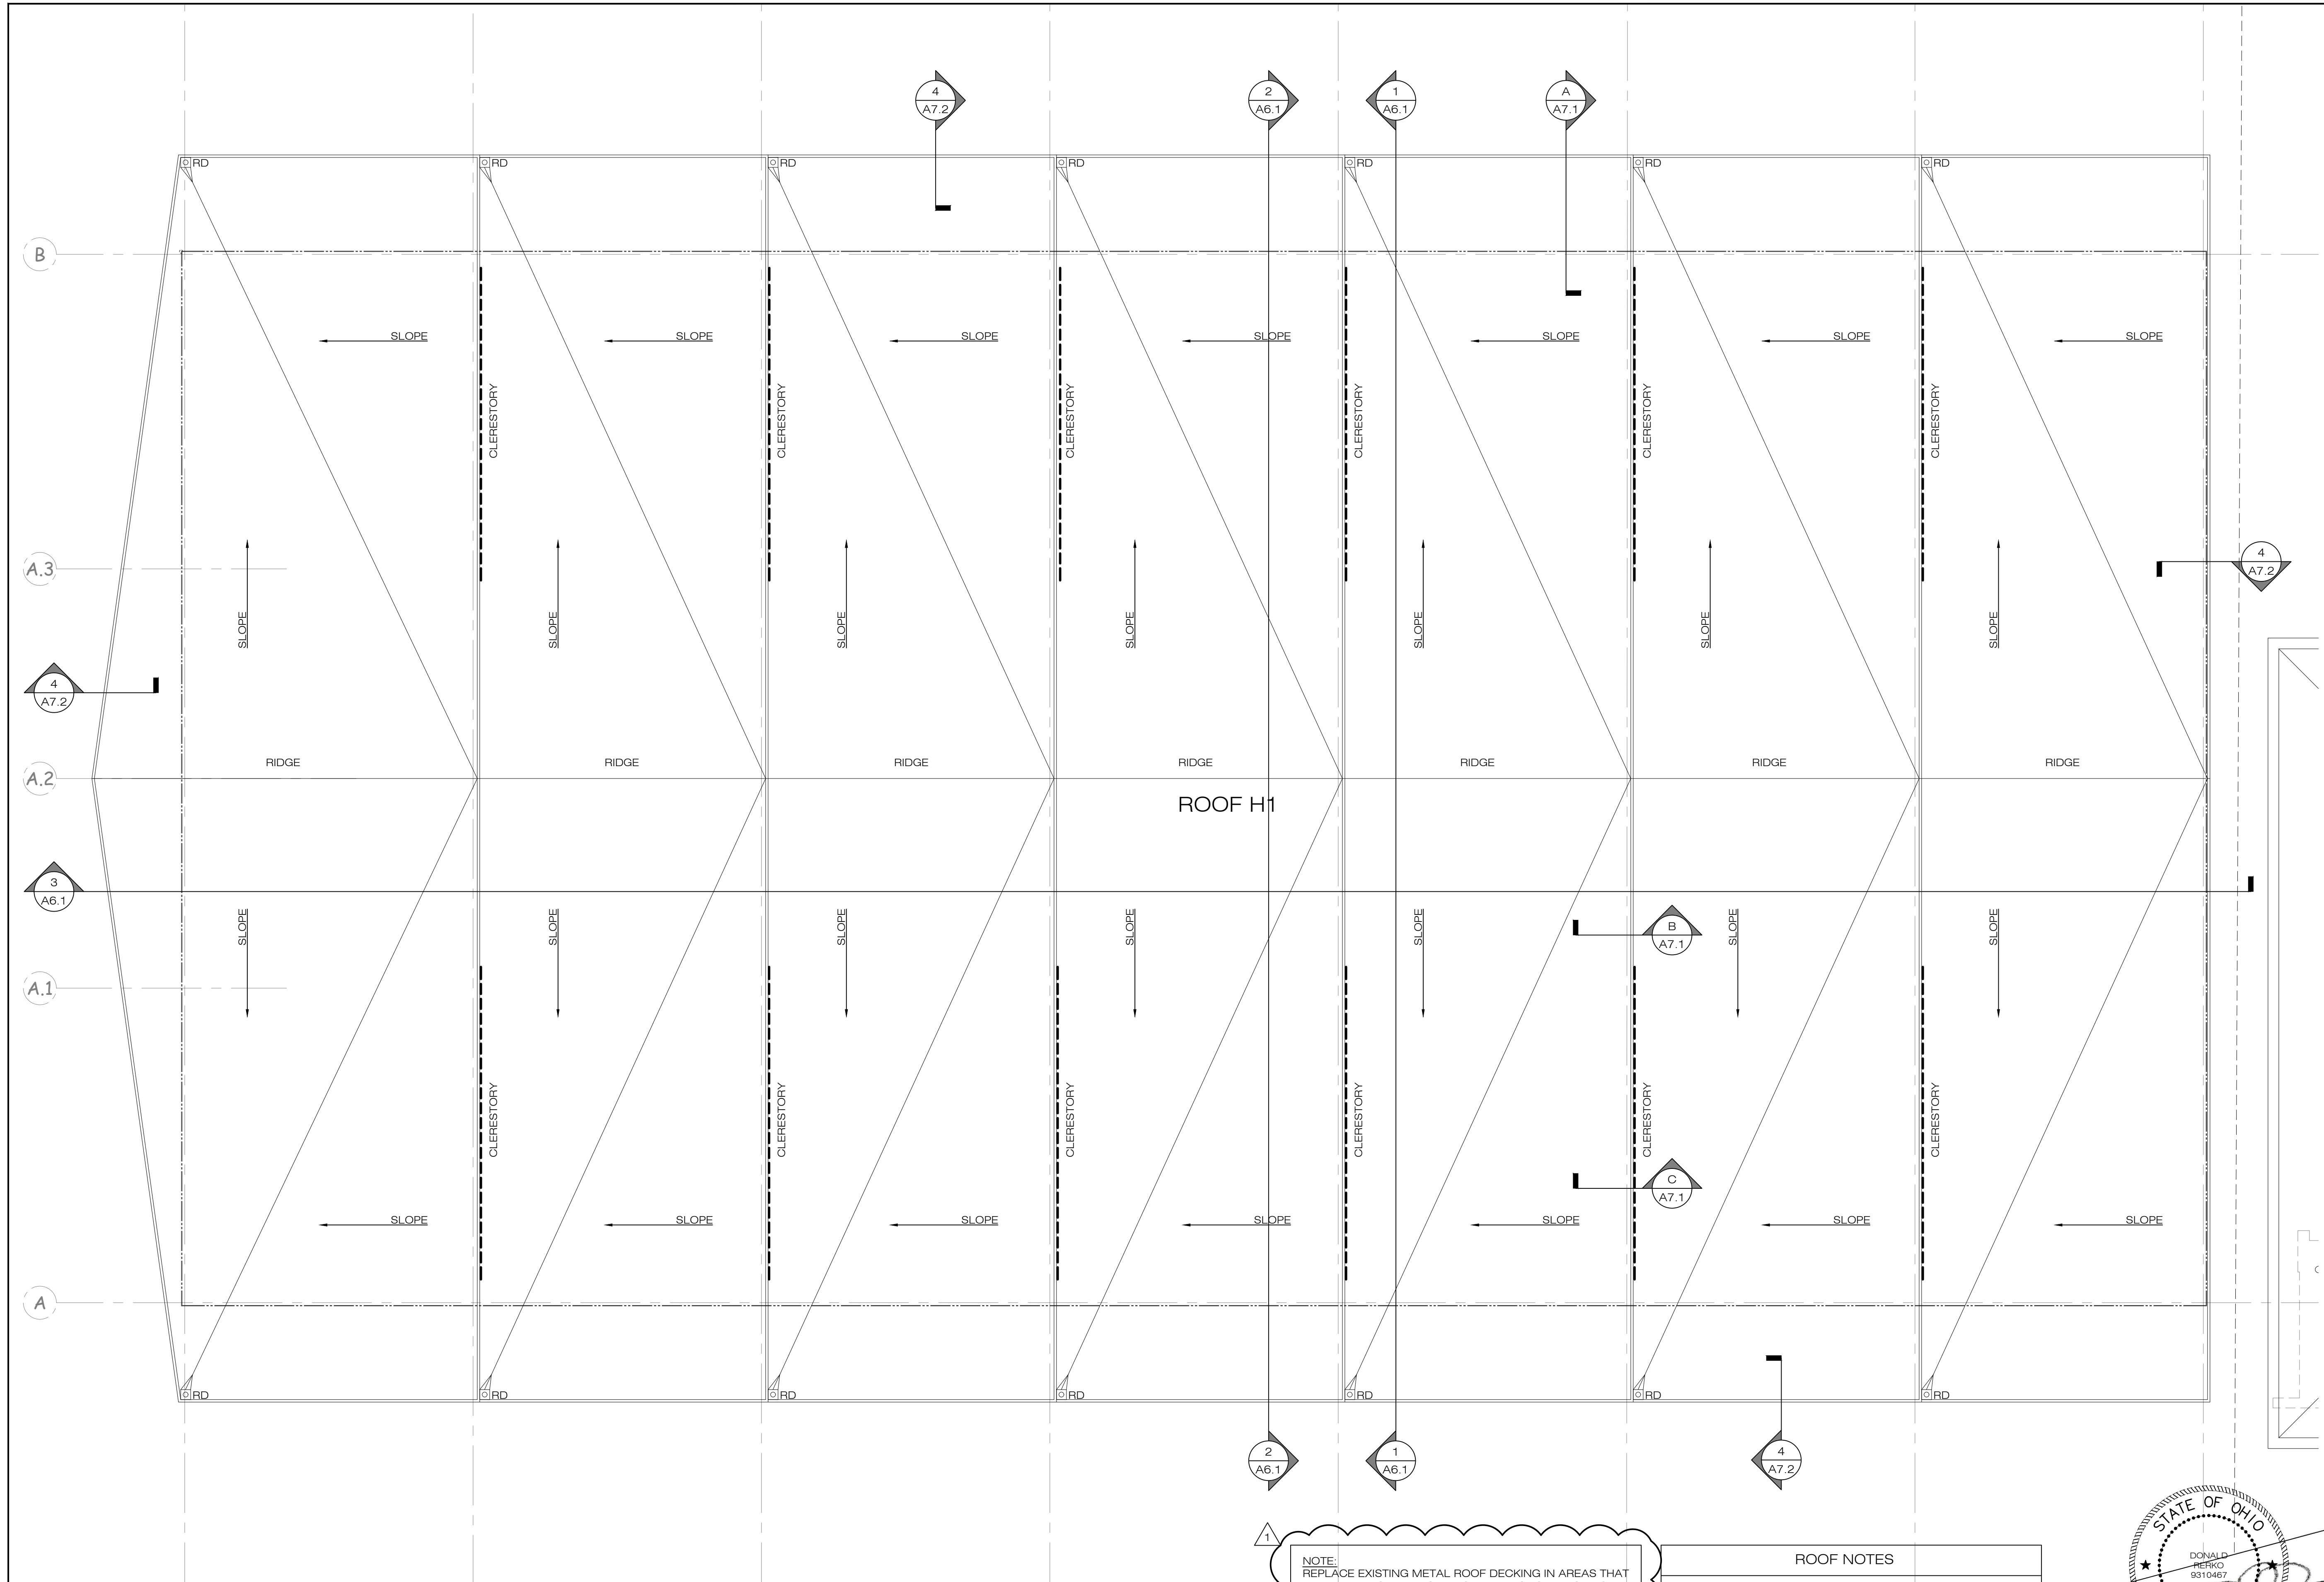 4
A7.2
2
A6.1
1
A6.1
A
A7.1
RD RD RD RD RD RD RD
B
SLOPE SLOPE SLOPE SLOPE SLOPE SLOPE SLOPE
CLERESTORY CLERESTORY CLERESTORY CLERESTORY CLERESTORY CLERESTORY
A.3
4
A7.2
SLOPE SLOPE SLOPE SLOPE SLOPE SLOPE SLOPE
4
A7.2
RIDGE RIDGE RIDGE RIDGE RIDGE RIDGE RIDGE
A.2
ROOF H1
3
A6.1
SLOPE SLOPE SLOPE SLOPE SLOPE SLOPE SLOPE
B
A7.1
A.1
CLERESTORY CLERESTORY CLERESTORY CLERESTORY CLERESTORY CLERESTORY
C
A7.1
SLOPE SLOPE SLOPE SLOPE SLOPE SLOPE SLOPE
A
RD RD RD RD RD RD RD
2
A6.1
1
A6.1
4
A7.2
1
NOTE:
REPLACE EXISTING METAL ROOF DECKING IN AREAS THAT
ROOF NOTES
STATE OF OHIO
DONALD
RERKO
9310467